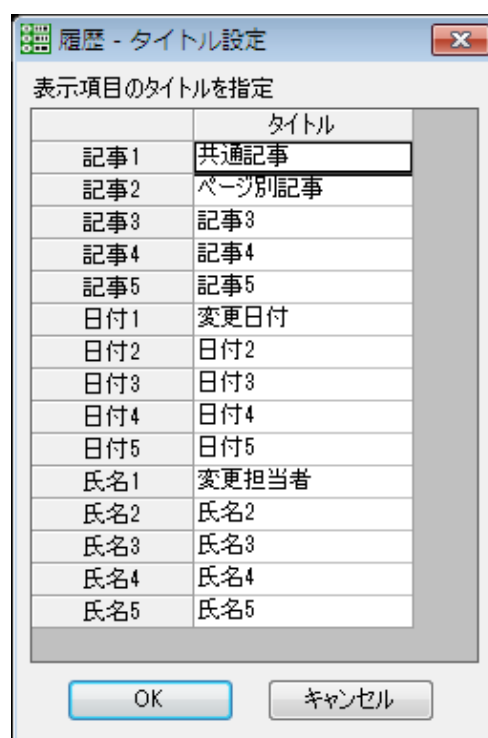 履歴 - タイトル設定
表示項目のタイトルを指定
タイトル
記事1 共通記事
記事2 ページ別記事
記事3 記事3
記事4 記事4
記事5 記事5
日付1 変更日付
日付2 日付2
日付3 日付3
日付4 日付4
日付5 日付5
氏名1 変更担当者
氏名2 氏名2
氏名3 氏名3
氏名4 氏名4
氏名5 氏名5
OK キャンセル